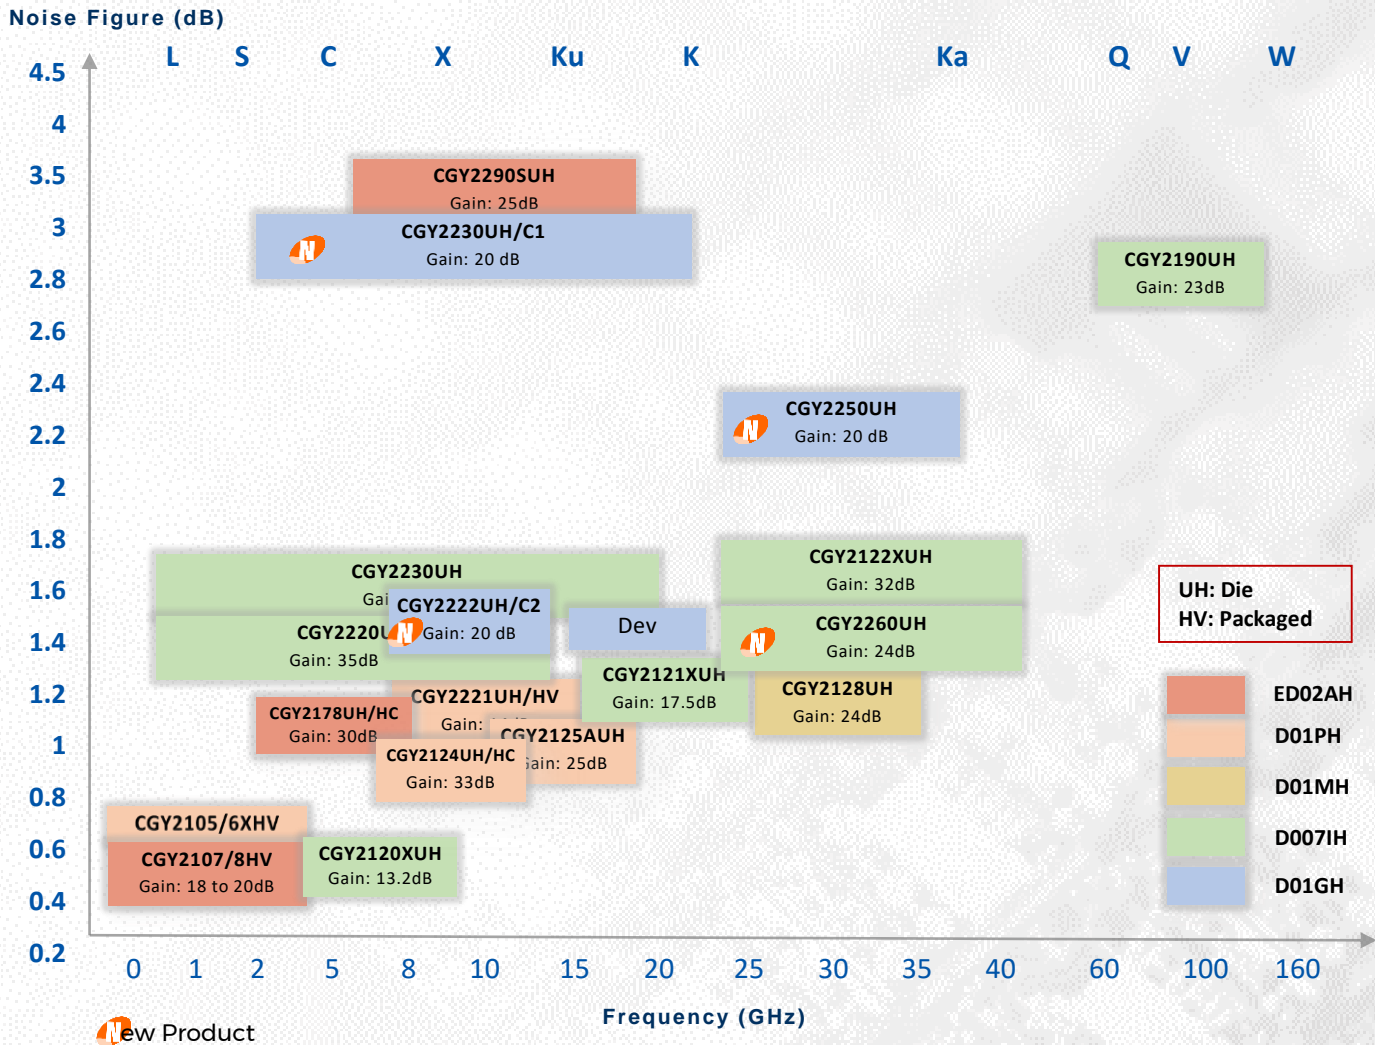 Noise Figure (dB)
L S C X Ku K Ka Q V W
4.5
4
3.5
3
2.8
2.6
2.4
2.2
2
1.8
1.6
1.4
1.2
1
0.8
0.6
0.4
0.2
CGY2290SUH
Gain: 25dB
N
CGY2230UH/C1
Gain: 20 dB
CGY2190UH
Gain: 23dB
N
CGY2250UH
Gain: 20 dB
CGY2230UH
CGY2122XUH
Gain: 32dB
N
CGY2222UH/C2
Gain: 20 dB
Gain: 35dB
Dev
N
CGY2260UH
Gain: 24dB
CGY2121XUH
Gain: 17.5dB
CGY2128UH
Gain: 24dB
CGY2221UH/HV
Gain:
CGY2178UH/HC
Gain: 30dB
CGY2125AUH
Gain: 25dB
CGY2124UH/HC
Gain: 33dB
CGY2105/6XHV
CGY2107/8HV
Gain: 18 to 20dB
CGY2120XUH
Gain: 13.2dB
UH: Die
HV: Packaged
ED02AH
D01PH
D01MH
D007IH
D01GH
0 1 2 5 8 10 15 20 25 30 35 40 60 100 160
Frequency (GHz)
New Product